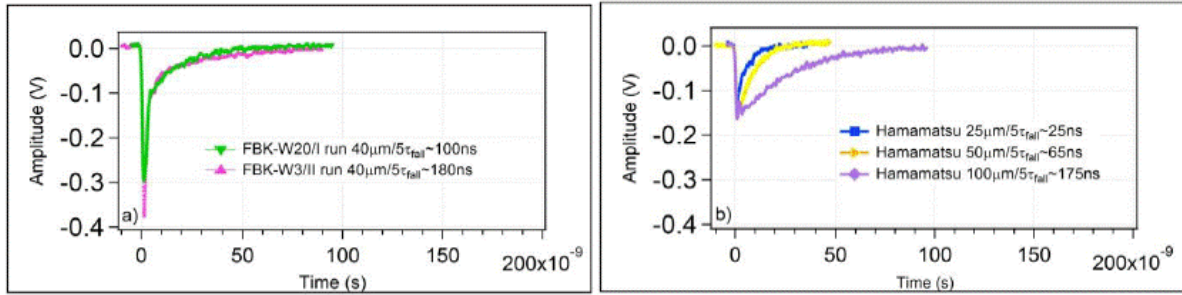 0.0
-0.1
-0.2
-0.3
-0.4
Amplitude (V)
a)
FBK-W20/I run 40μm/5τfall~100ns
FBK-W3/II run 40μm/5τfall~180ns
0
50
100
150
200x10-9
Time (s)
0.0
-0.1
-0.2
-0.3
-0.4
Amplitude (V)
b)
Hamamatsu 25μm/5τfall~25ns
Hamamatsu 50μm/5τfall~65ns
Hamamatsu 100μm/5τfall~175ns
0
50
100
150
200x10-9
Time (s)